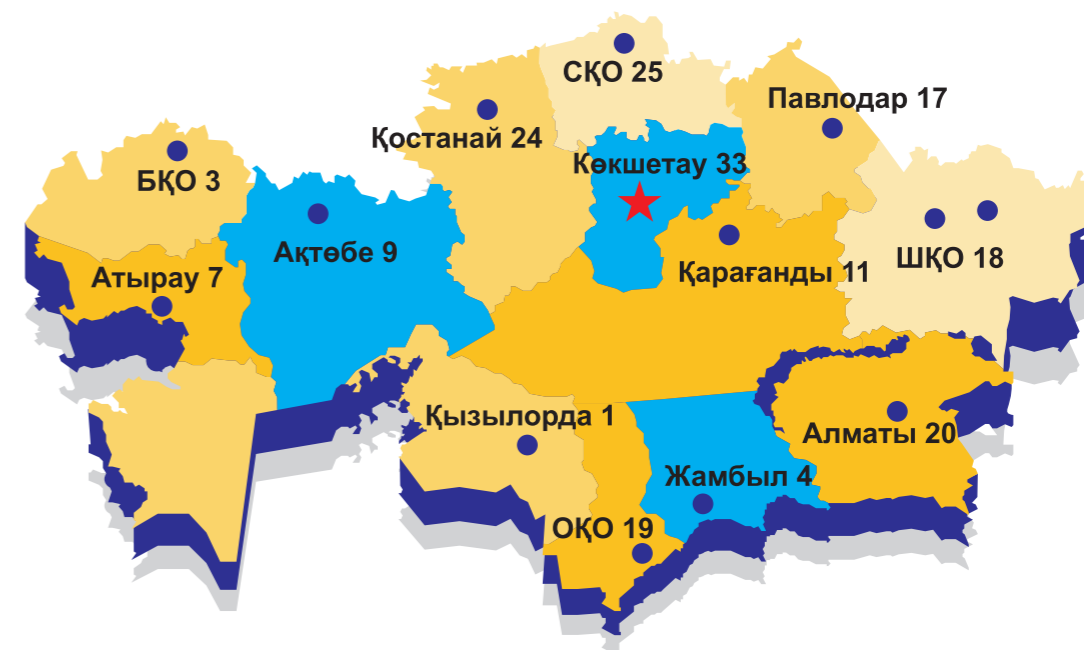 СҚО 25
Павлодар 17
Қостанай 24
Көкшетау 33
БҚО 3
Ақтөбе 9
ШҚО 18
Атырау 7
Қарағанды 11
Қызылорда 1
Алматы 20
Жамбыл 4
ОҚО 19